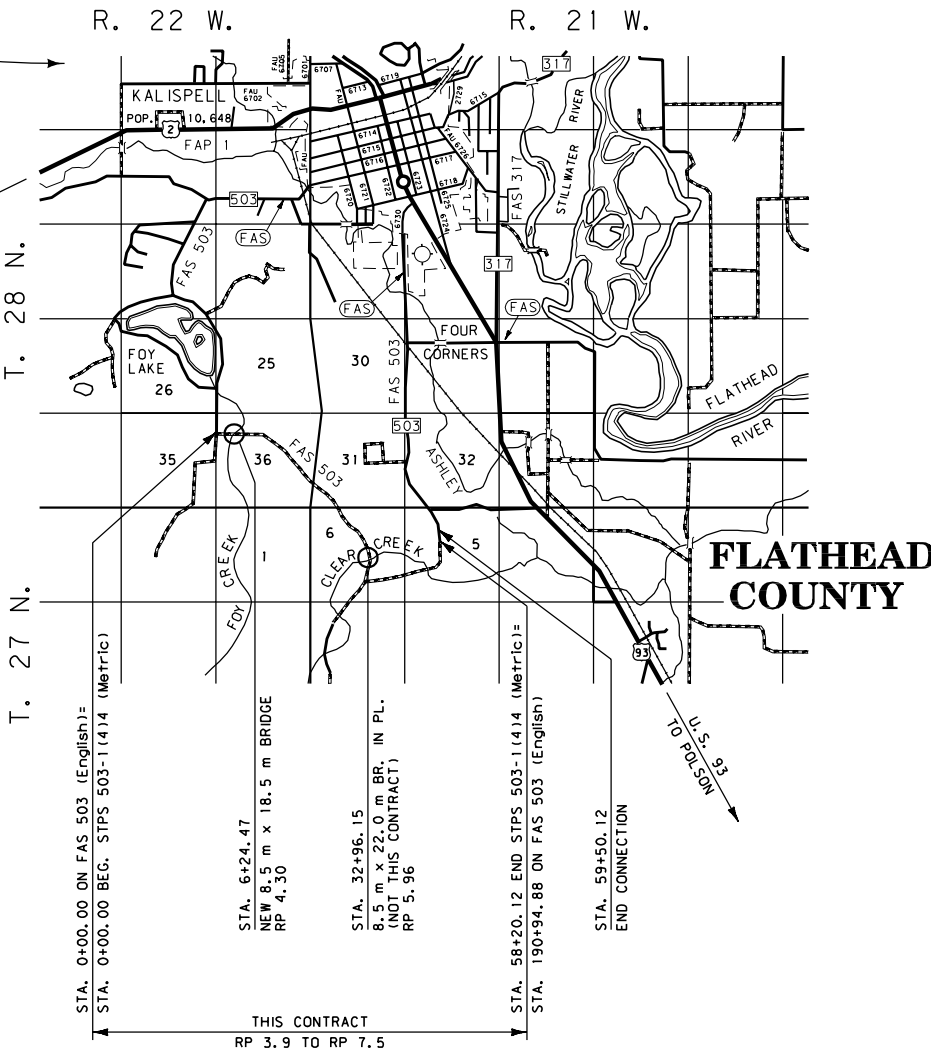 R. 22 W.
R. 21 W.
T. 28 N.
T. 27 N.
317
FAU 6705
6701
6707
6719
FAU 6713
2729
6715
KALISPELL
FAU 6702
POP. 10,648
2
FAP 1
FAU
6714
6715
6716
6717
6718
FAU 6726
6720
6721
6722
6723
6725
6724
6730
503
FAS
FAS 503
FAS 317
317
STILLWATER RIVER
FAS
FAS
FOUR
CORNERS
FOY
LAKE
25
30
26
FAS 503
503
FLATHEAD
RIVER
35
36
FAS 503
31
32
ASHLEY
CREEK
6
5
1
CLEAR
FOY CREEK
FLATHEAD
COUNTY
93
U.S. 93
TO POLSON
STA. 0+00.00 ON FAS 503 (English)=
STA. 0+00.00 BEG. STPS 503-1(4)4 (Metric)
STA. 6+24.47
NEW 8.5 m x 18.5 m BRIDGE
RP 4.30
STA. 32+96.15
8.5 m x 22.0 m BR. IN PL.
(NOT THIS CONTRACT)
RP 5.96
STA. 58+20.12 END STPS 503-1(4)4 (Metric)=
STA. 190+94.88 ON FAS 503 (English)
STA. 59+50.12
END CONNECTION
THIS CONTRACT
RP 3.9 TO RP 7.5